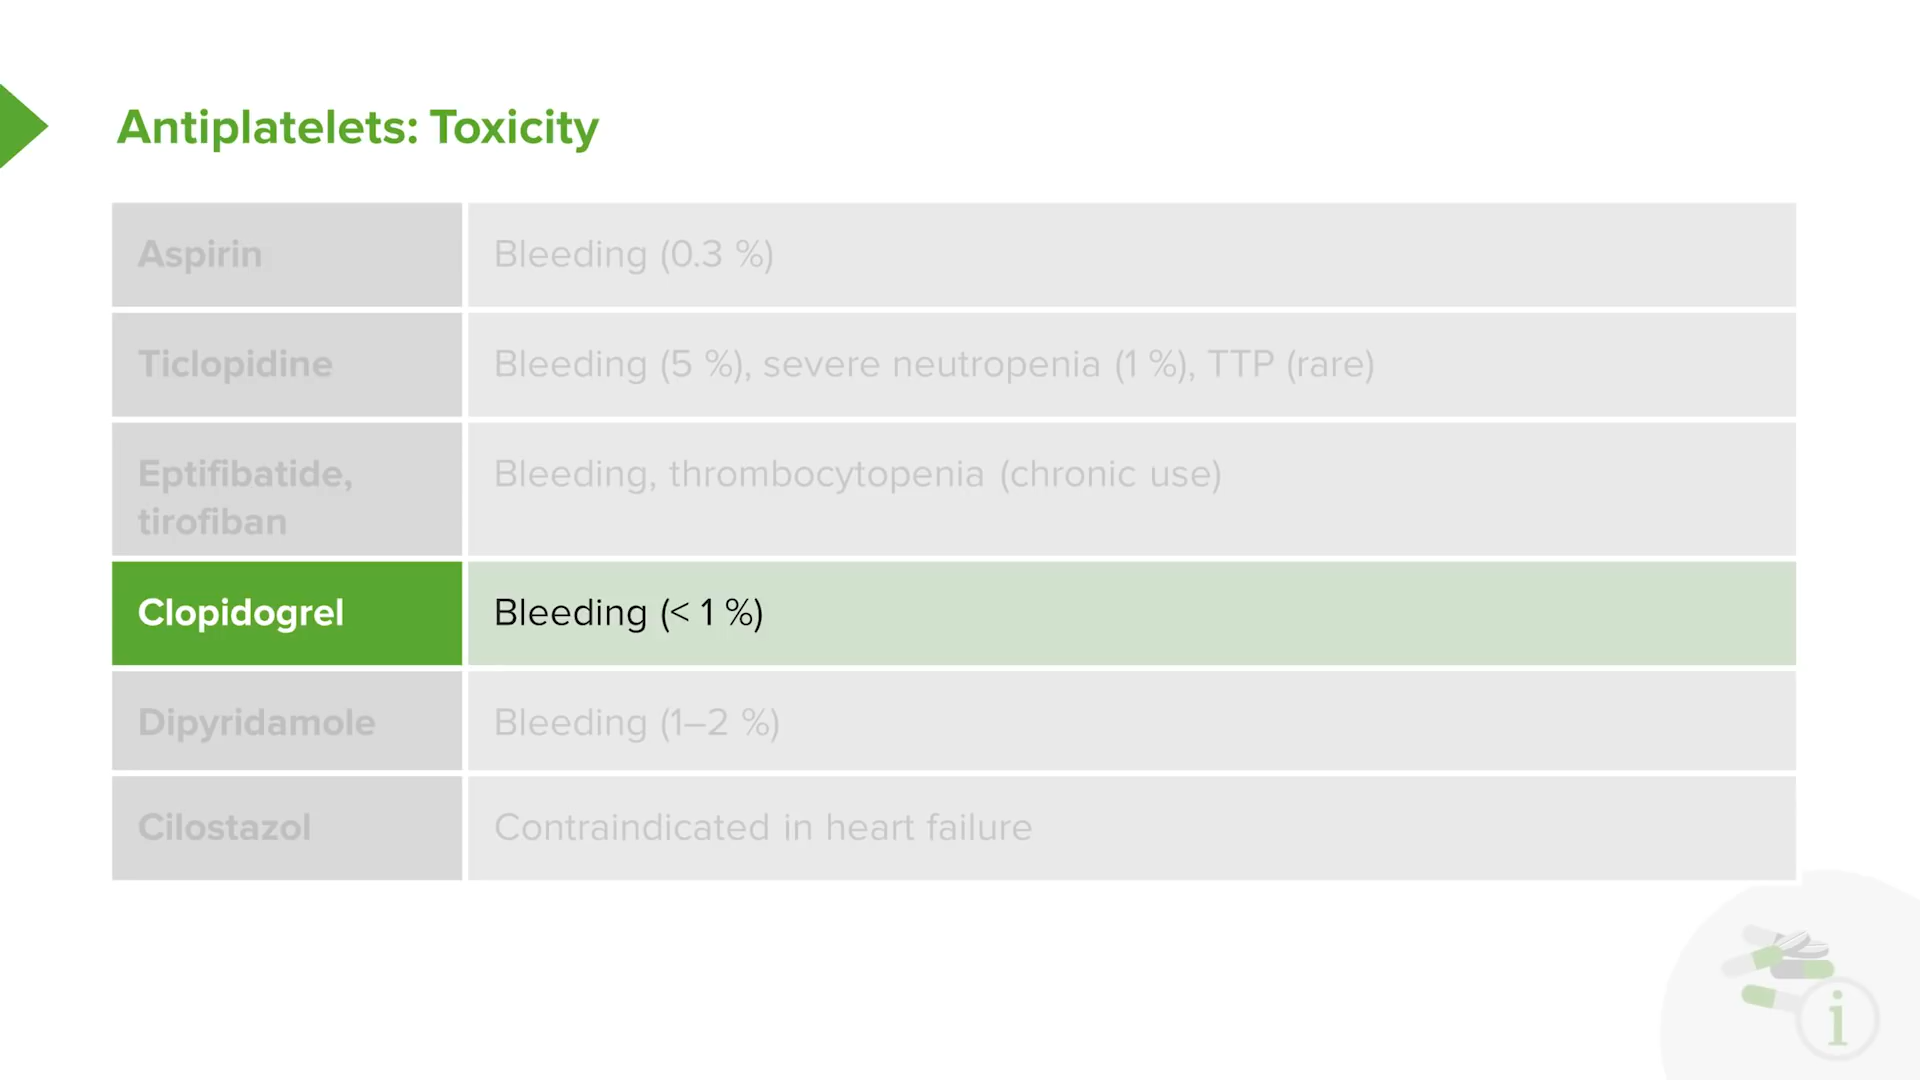 Antiplatelets: Toxicity
Aspirin
Bleeding (0.3 %)
Ticlopidine
Bleeding (5 %), severe neutropenia (1 %), TTP (rare)
Eptifibatide,
tirofiban
Bleeding, thrombocytopenia (chronic use)
Clopidogrel
Bleeding (< 1 %)
Dipyridamole
Bleeding (1–2 %)
Cilostazol
Contraindicated in heart failure
i